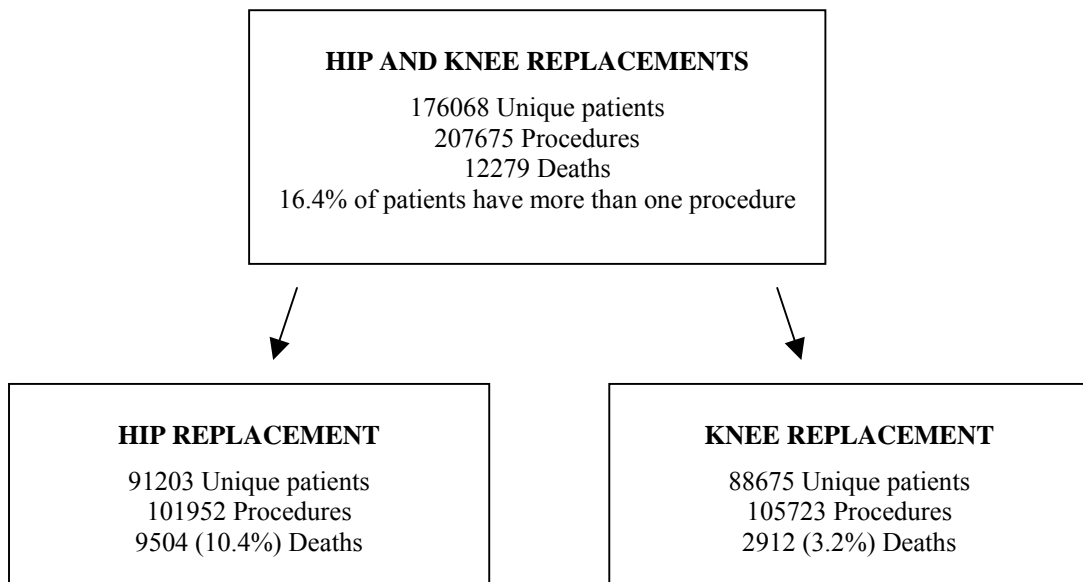 HIP AND KNEE REPLACEMENTS
176068 Unique patients
207675 Procedures
12279 Deaths
16.4% of patients have more than one procedure
HIP REPLACEMENT
91203 Unique patients
101952 Procedures
9504 (10.4%) Deaths
KNEE REPLACEMENT
88675 Unique patients
105723 Procedures
2912 (3.2%) Deaths